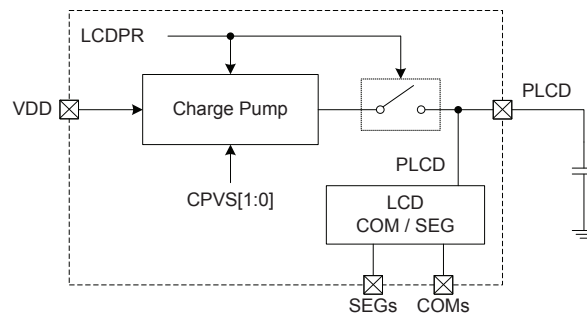 LCDPR
PLCD
VDD
Charge Pump
PLCD
CPVS[1:0]
LCD
COM / SEG
SEGs
COMs